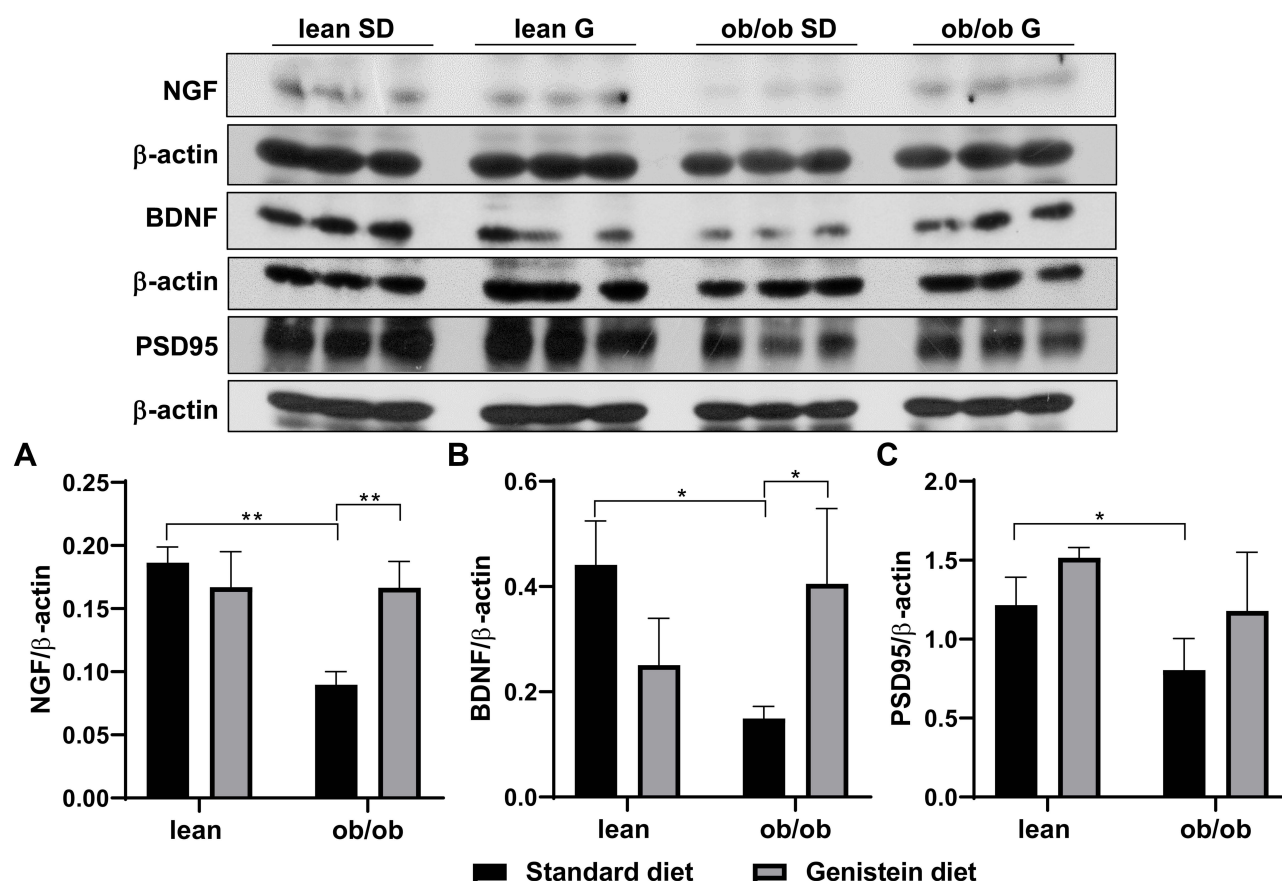 lean SD lean G ob/ob SD ob/ob G
NGF
β-actin
BDNF
β-actin
PSD95
β-actin
A
NGF/β-actin
0.25
0.20
0.15
0.10
0.05
0.00
**
**
lean ob/ob
B
BDNF/β-actin
0.6
0.4
0.2
0.0
*
*
lean ob/ob
C
PSD95/β-actin
2.0
1.5
1.0
0.5
0.0
*
lean ob/ob
Standard diet Genistein diet